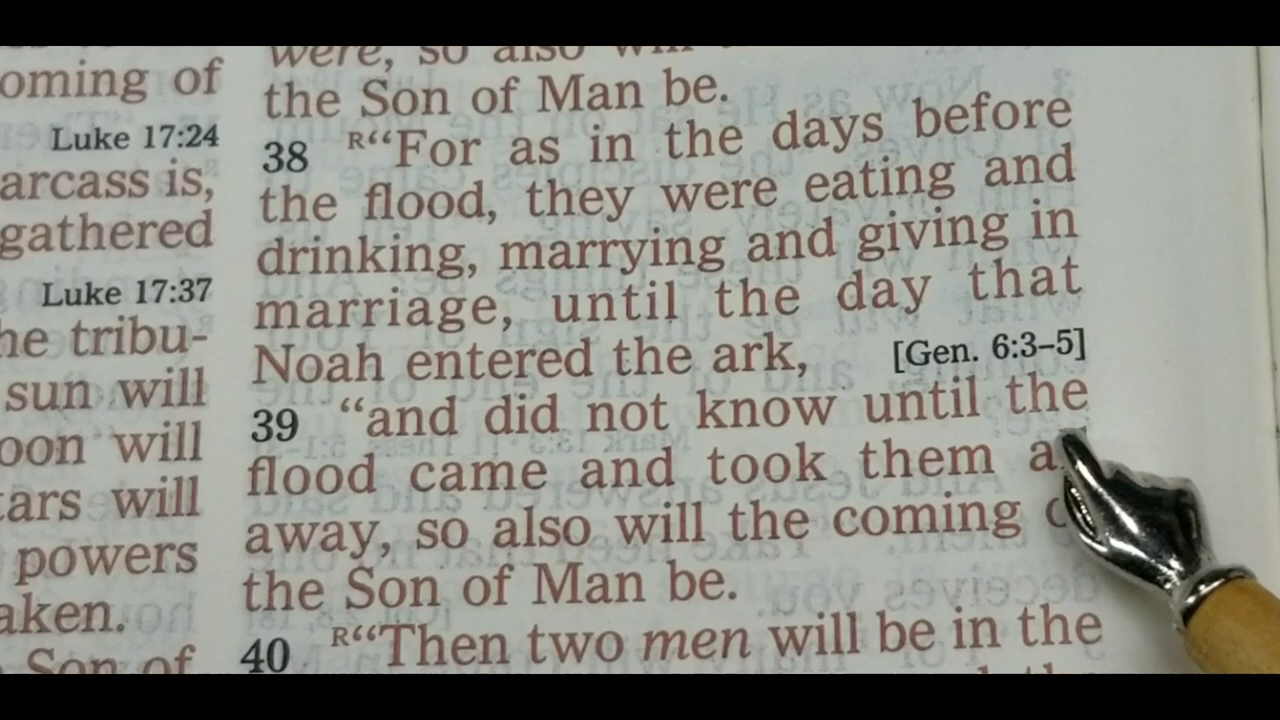 oming of
Luke 17:24
arcass is,
gathered
Luke 17:37
he tribu-
sun will
oon will
tars will
powers
aken.
Son of
were, so also will
the Son of Man be.
38 R“For as in the days before
the flood, they were eating and
drinking, marrying and giving in
marriage, until the day that
Noah entered the ark, [Gen. 6:3–5]
39 “and did not know until the
flood came and took them a
away, so also will the coming
the Son of Man be.
40 R“Then two men will be in the